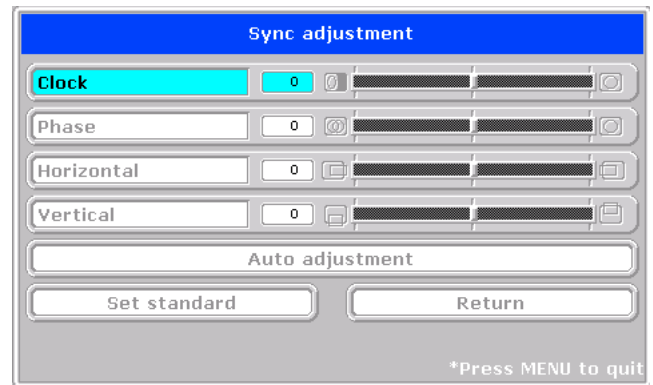 Sync adjustment
Clock 0
Phase 0
Horizontal 0
Vertical 0
Auto adjustment
Set standard Return
*Press MENU to quit